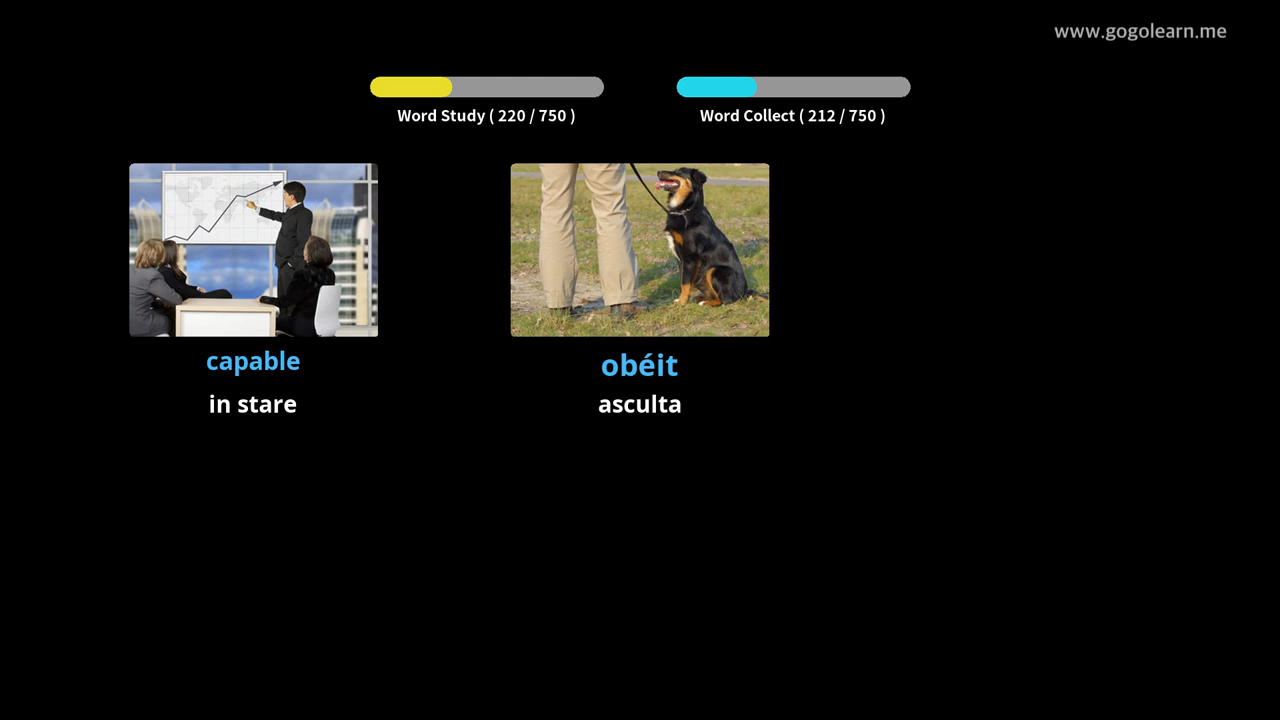 www.gogolearn.me
Word Study ( 220 / 750 )
Word Collect ( 212 / 750 )
capable
obéit
in stare
asculta